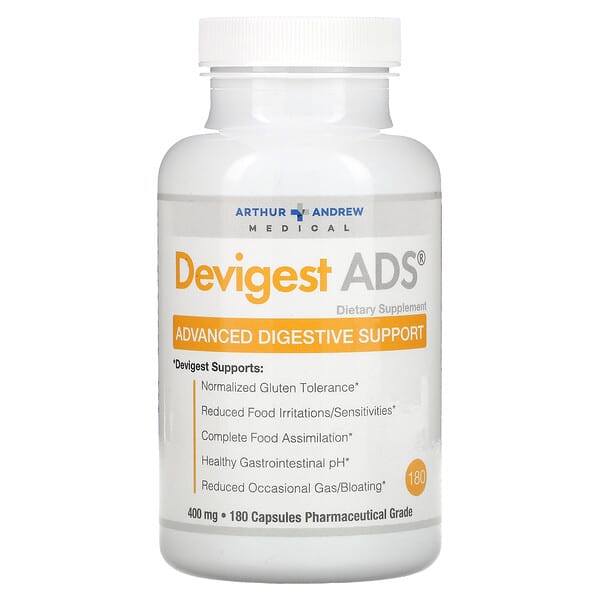 ARTHUR ANDREW
MEDICAL
Devigest ADS®
Dietary Supplement
ADVANCED DIGESTIVE SUPPORT
*Devigest Supports:
Normalized Gluten Tolerance*
Reduced Food Irritations/Sensitivities*
Complete Food Assimilation*
Healthy Gastrointestinal pH*
Reduced Occasional Gas/Bloating*
180
400 mg • 180 Capsules Pharmaceutical Grade